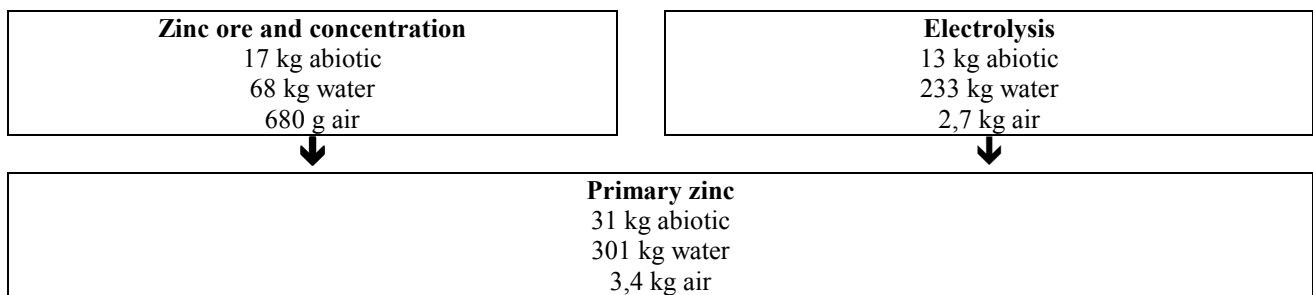 Zinc ore and concentration
17 kg abiotic
68 kg water
680 g air
Electrolysis
13 kg abiotic
233 kg water
2,7 kg air
Primary zinc
31 kg abiotic
301 kg water
3,4 kg air